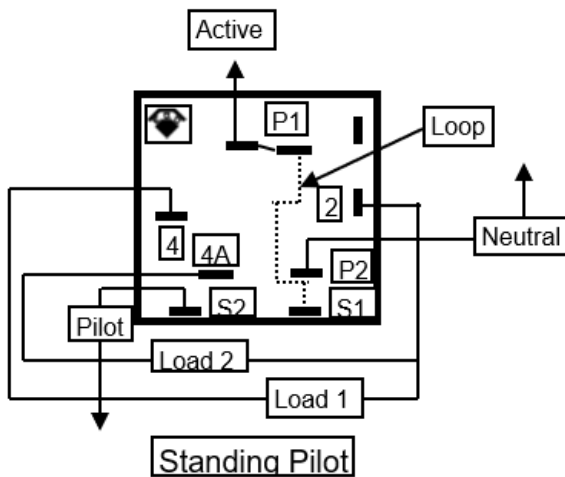 Active
P1
Loop
2
4
Neutral
4A
P2
S2
S1
Pilot
Load 2
Load 1
Standing Pilot